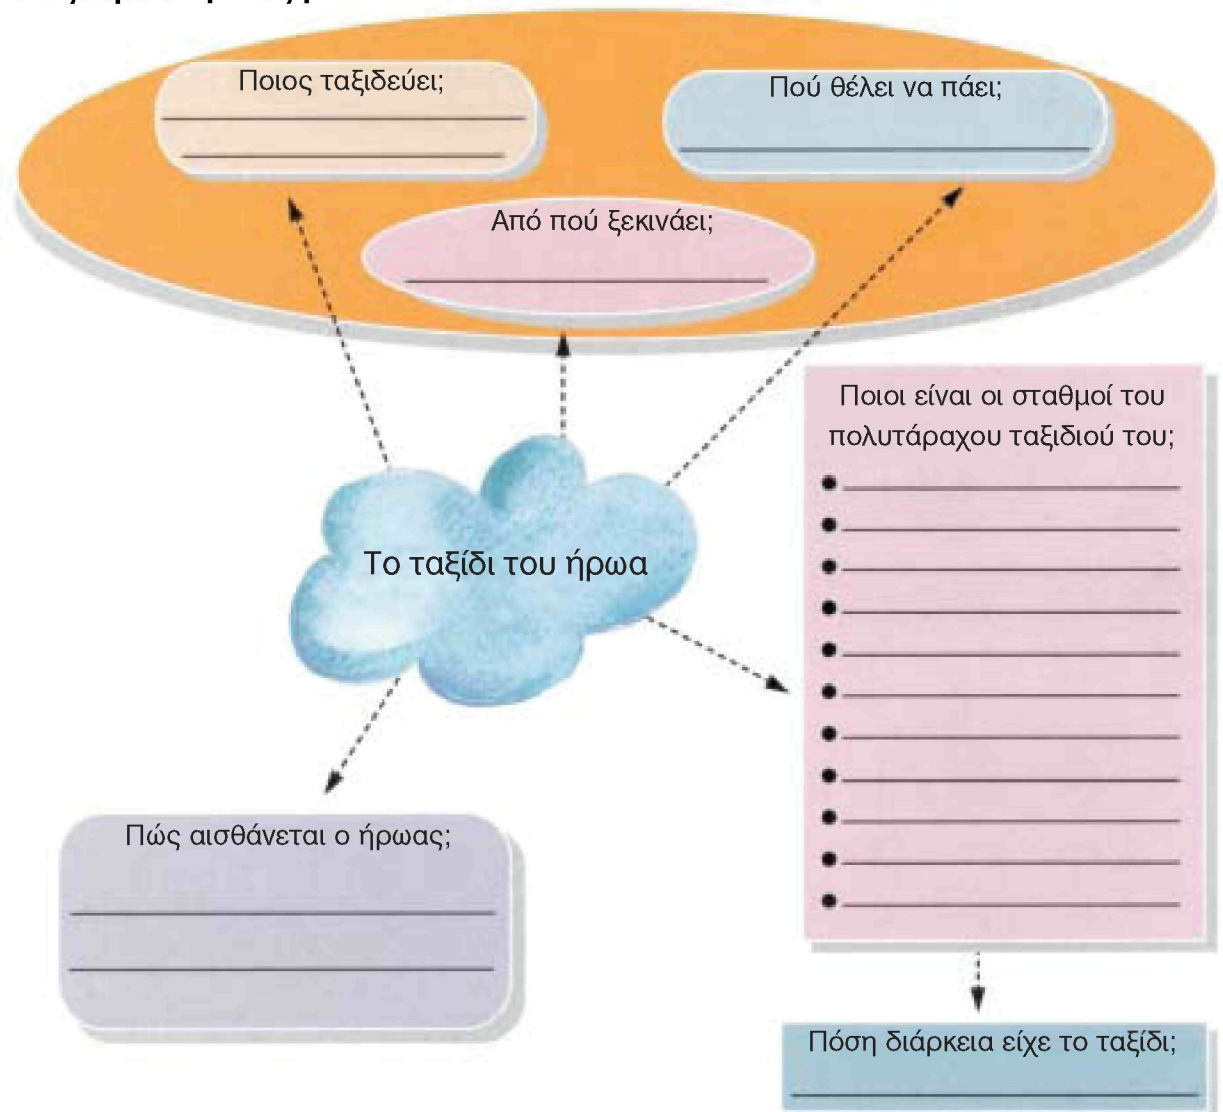 Ποιος ταξιδεύει;
Πού θέλει να πάει;
Από πού ξεκινάει;
Ποιοι είναι οι σταθμοί του
πολυτάραχου ταξιδιού του;
Το ταξίδι του ήρωα
Πώς αισθάνεται ο ήρωας;
Πόση διάρκεια είχε το ταξίδι;